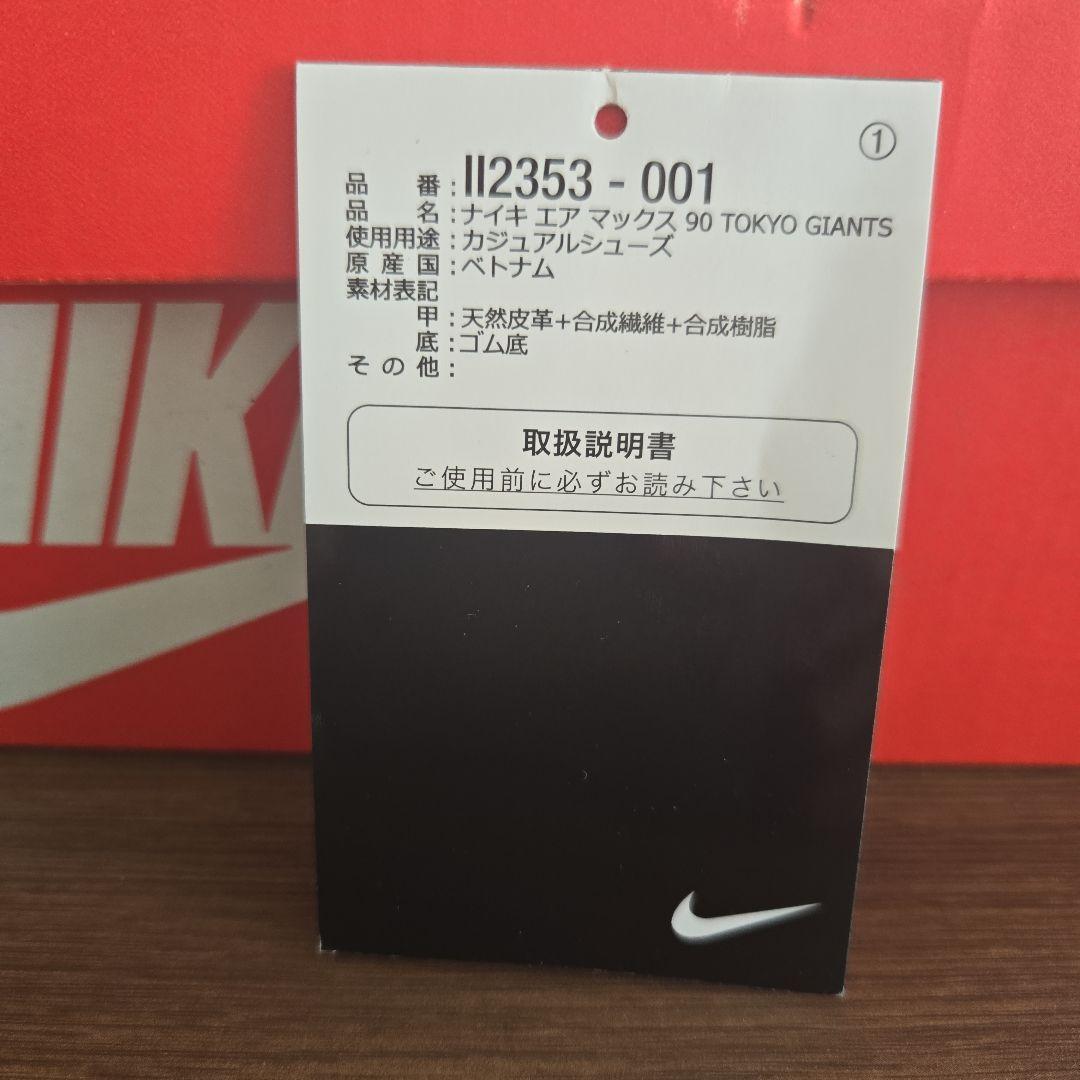 ①
品番:II2353 - 001
品名:ナイキ エア マックス 90 TOKYO GIANTS
使用用途:カジュアルシューズ
原産国:ベトナム
素材表記
甲:天然皮革+合成繊維+合成樹脂
底:ゴム底
その他:
取扱説明書
ご使用前に必ずお読み下さい
NIK